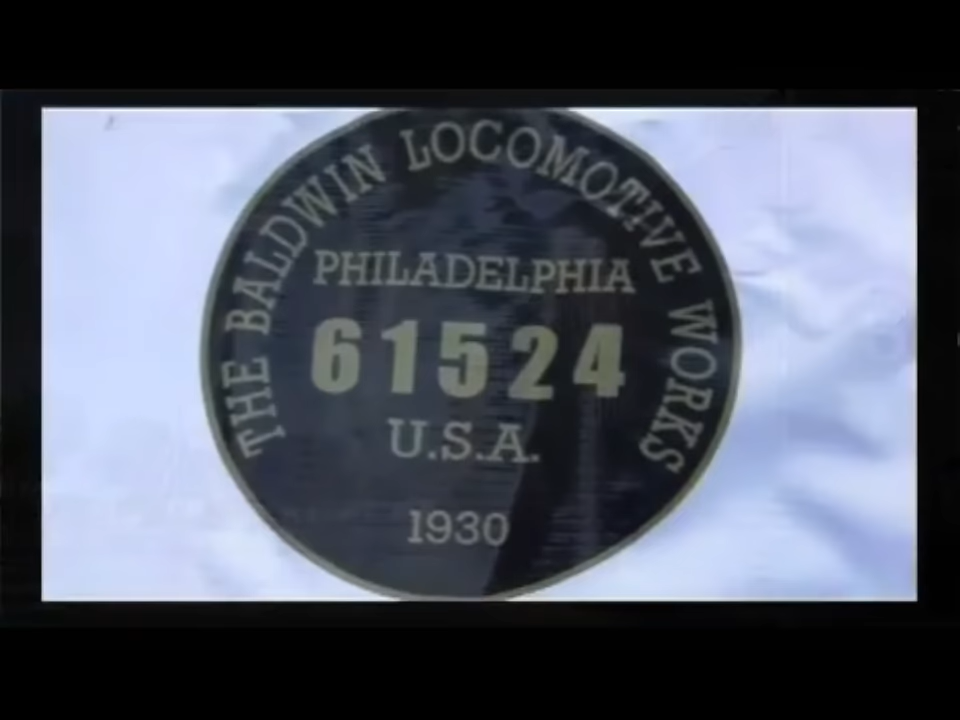 THE BALDWIN LOCOMOTIVE WORKS
PHILADELPHIA
61524
U.S.A.
1930